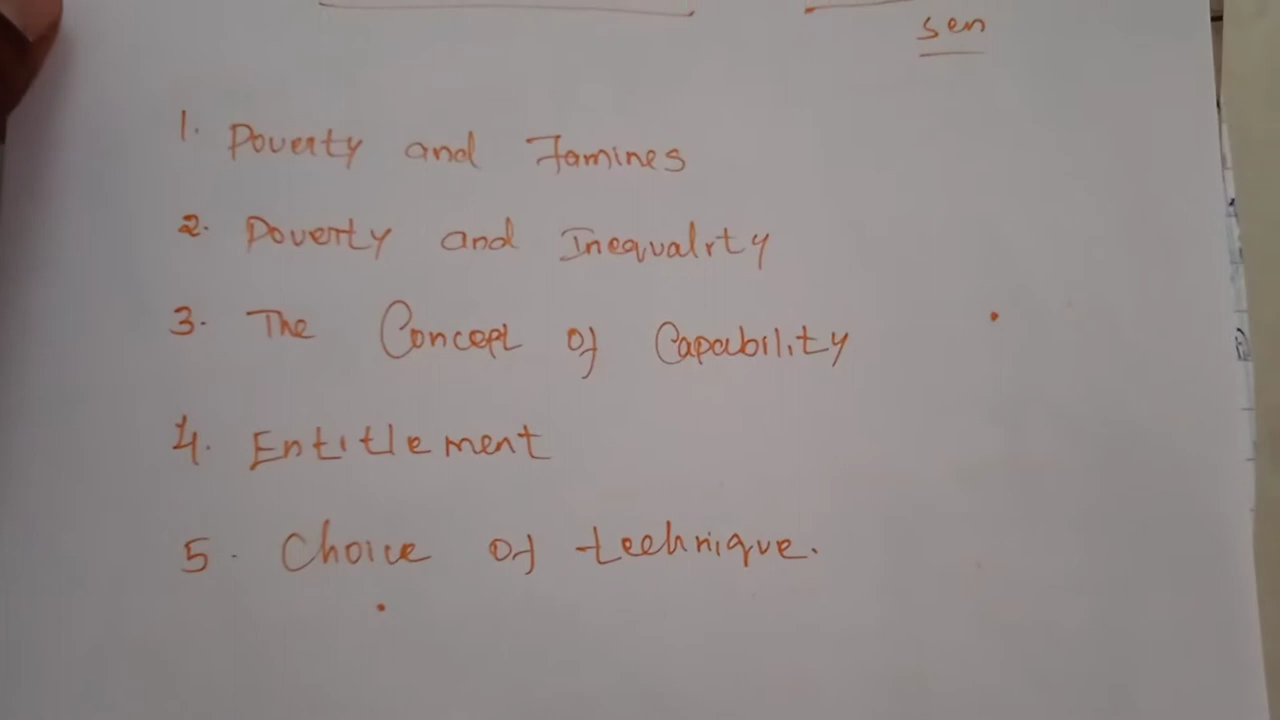 sen
1. Poverty and Famines
2. Poverty and Inequality
3. The Concept of Capability
4. Entitlement
5. Choice of technique.